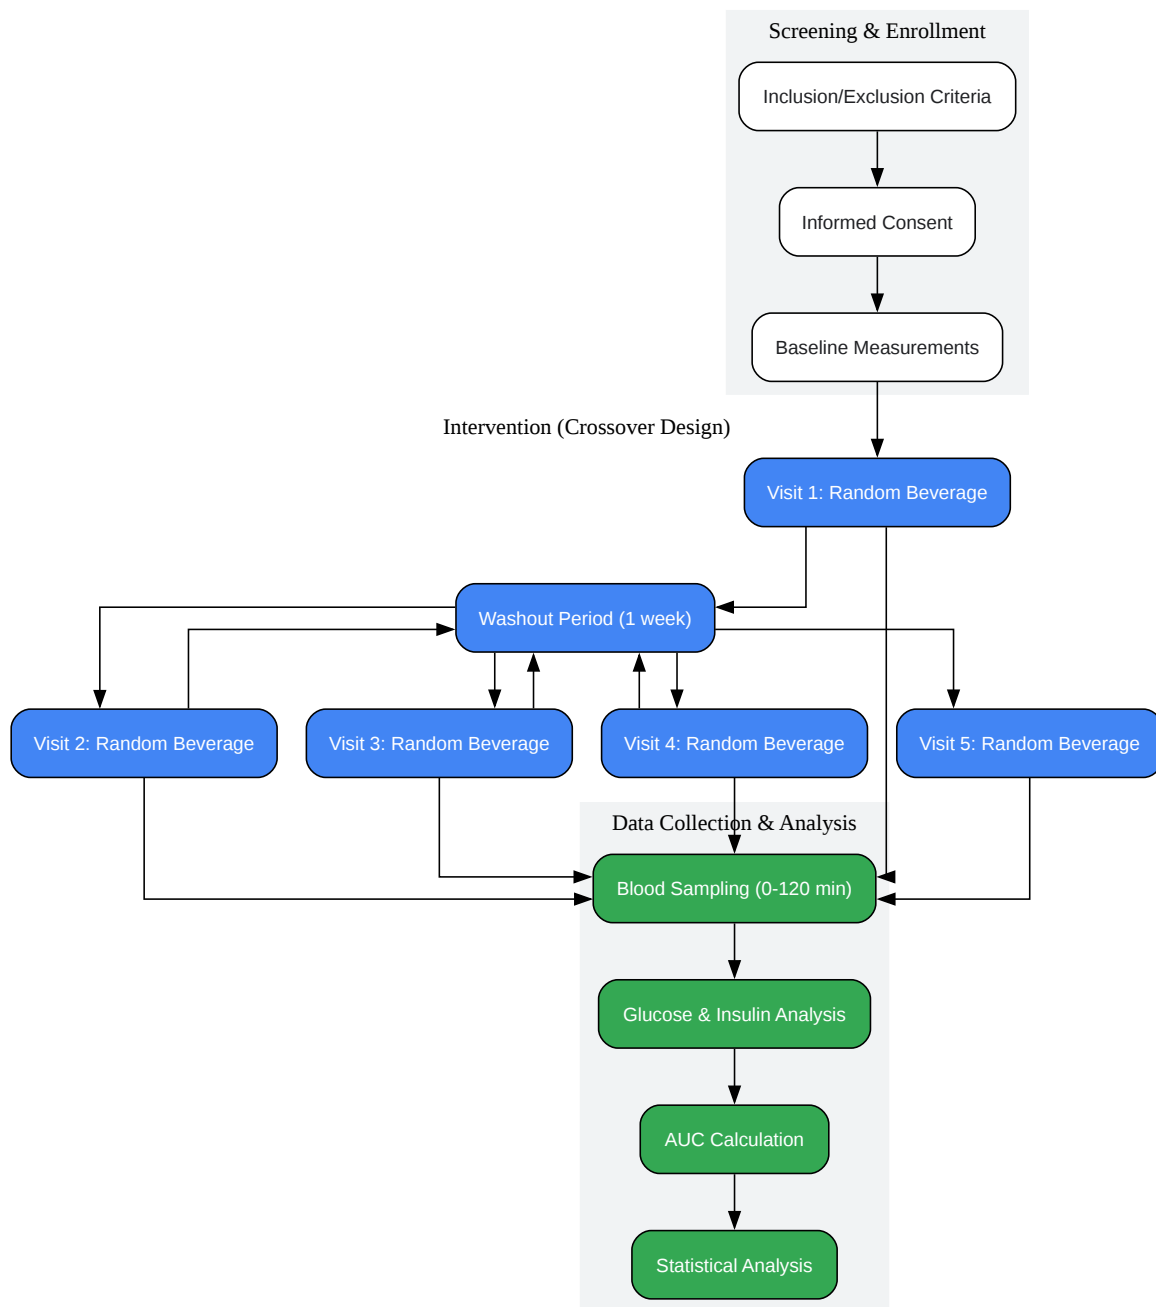 Screening & Enrollment
Inclusion/Exclusion Criteria
Informed Consent
Baseline Measurements
Intervention (Crossover Design)
Visit 1: Random Beverage
Washout Period (1 week)
Visit 2: Random Beverage
Visit 3: Random Beverage
Visit 4: Random Beverage
Visit 5: Random Beverage
Data Collection & Analysis
Blood Sampling (0-120 min)
Glucose & Insulin Analysis
AUC Calculation
Statistical Analysis